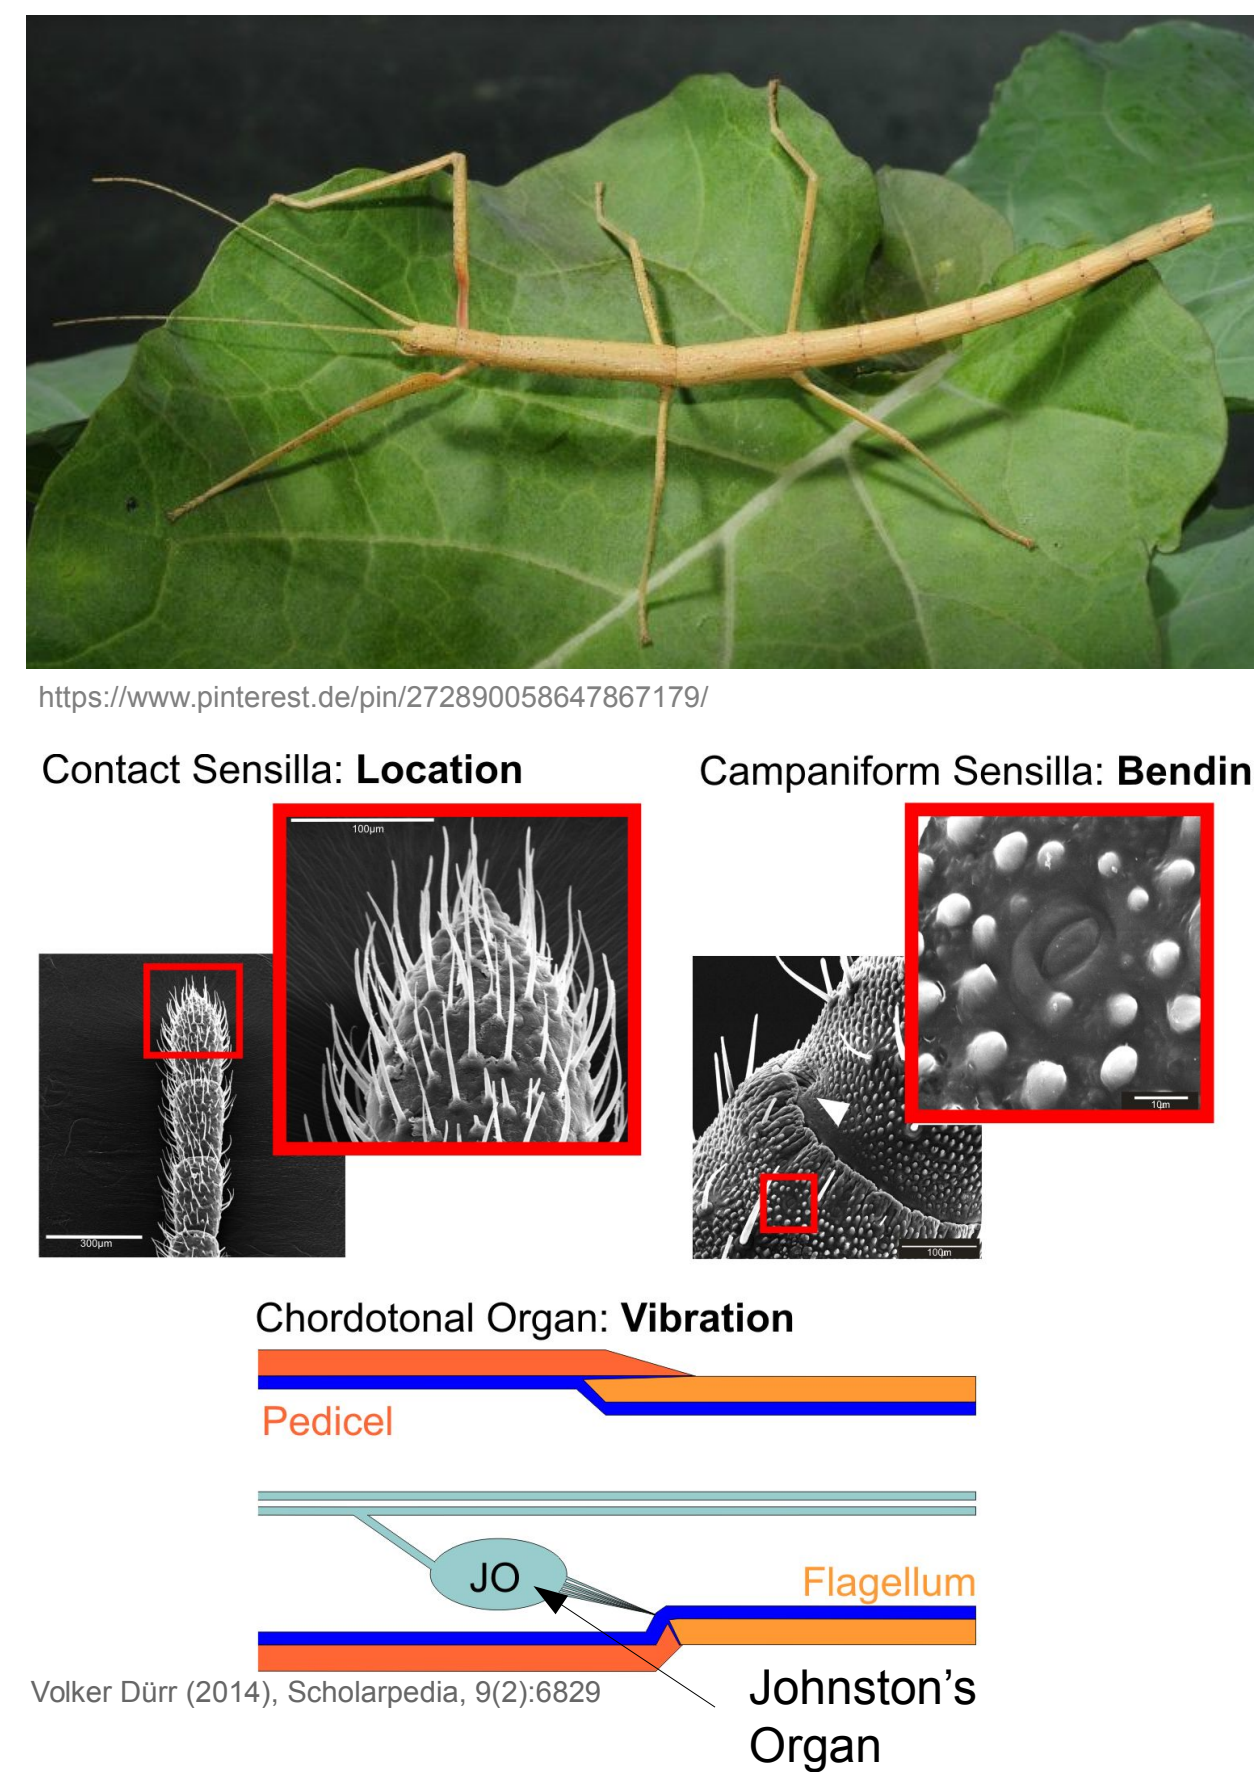 https://www.pinterest.de/pin/272890058647867179/
Contact Sensilla: Location
Campaniform Sensilla: Bendin
100µm
300µm
10µm
100µm
Chordotonal Organ: Vibration
Pedicel
JO
Flagellum
Johnston’s
Organ
Volker Dürr (2014), Scholarpedia, 9(2):6829